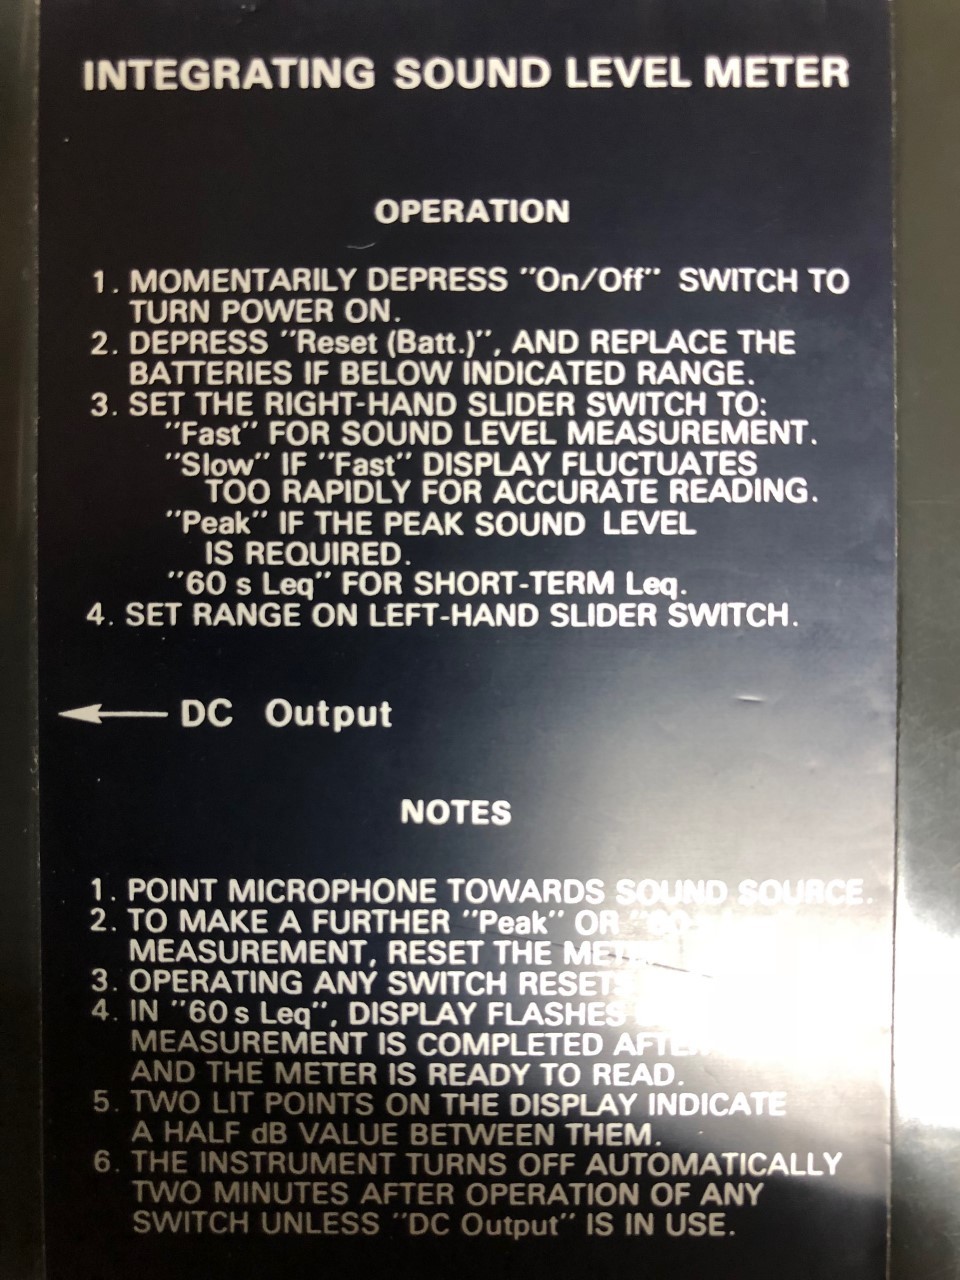 INTEGRATING SOUND LEVEL METER
OPERATION
1. MOMENTARILY DEPRESS "On/Off" SWITCH TO
TURN POWER ON.
2. DEPRESS "Reset (Batt.)", AND REPLACE THE
BATTERIES IF BELOW INDICATED RANGE.
3. SET THE RIGHT-HAND SLIDER SWITCH TO:
"Fast" FOR SOUND LEVEL MEASUREMENT.
"Slow" IF "Fast" DISPLAY FLUCTUATES
TOO RAPIDLY FOR ACCURATE READING.
"Peak" IF THE PEAK SOUND LEVEL
IS REQUIRED.
"60 s Leq" FOR SHORT-TERM Leq.
4. SET RANGE ON LEFT-HAND SLIDER SWITCH.
DC Output
NOTES
1. POINT MICROPHONE TOWARDS SOUND SOURCE.
2. TO MAKE A FURTHER "Peak" OR "60 s
MEASUREMENT, RESET THE METER
3. OPERATING ANY SWITCH RESETS
4. IN "60 s Leq", DISPLAY FLASHES
MEASUREMENT IS COMPLETED AFTER
AND THE METER IS READY TO READ.
5. TWO LIT POINTS ON THE DISPLAY INDICATE
A HALF dB VALUE BETWEEN THEM.
6. THE INSTRUMENT TURNS OFF AUTOMATICALLY
TWO MINUTES AFTER OPERATION OF ANY
SWITCH UNLESS "DC Output" IS IN USE.